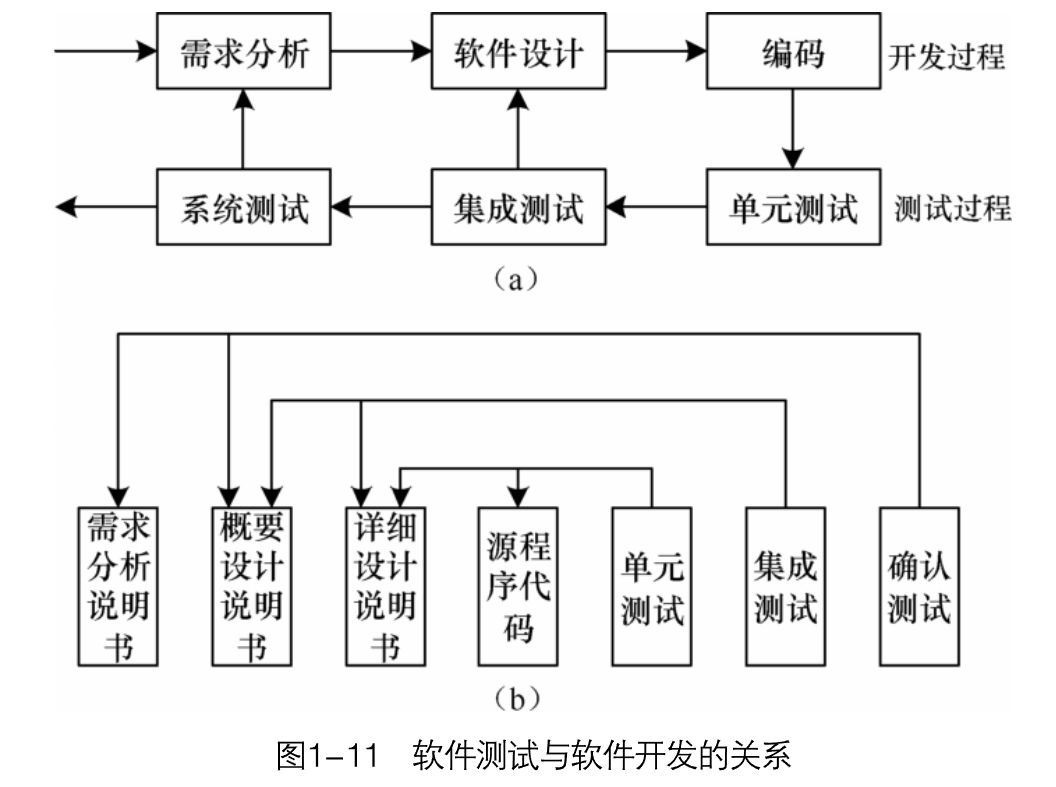 需求分析
软件设计
编码
开发过程
系统测试
集成测试
单元测试
测试过程
（a）
需求
分析
说明
书
概要
设计
说明
书
详细
设计
说明
书
源程
序代
码
单元
测试
集成
测试
确认
测试
（b）
图1-11 软件测试与软件开发的关系